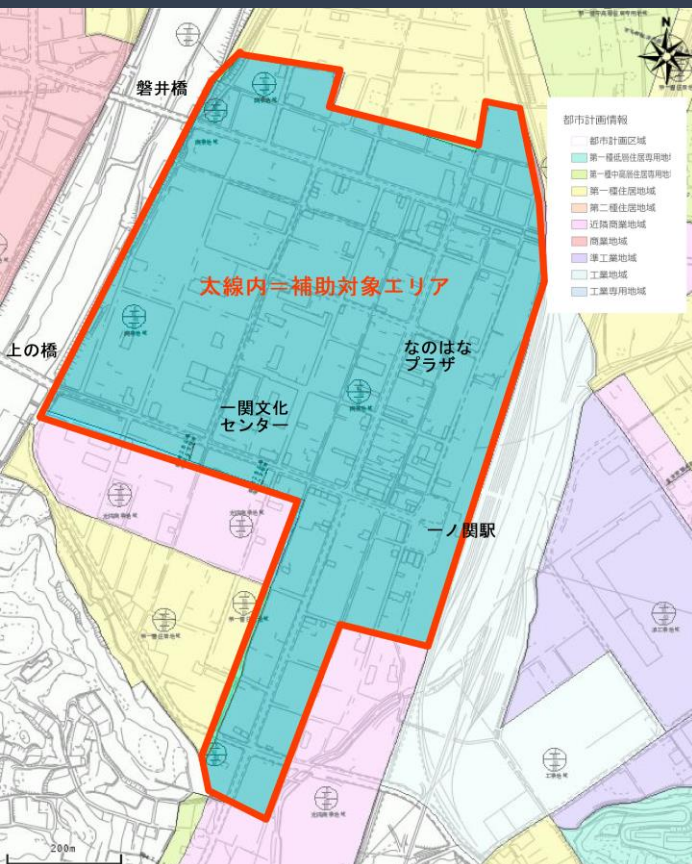 N
磐井橋
都市計画情報
都市計画区域
第一種低層住居専用地
第一種中高層住居専用地
第一種住居地域
第二種住居地域
近隣商業地域
商業地域
準工業地域
工業地域
工業専用地域
太線内=補助対象エリア
上の橋
なのはな
プラザ
一関文化
センター
一ノ関駅
200m